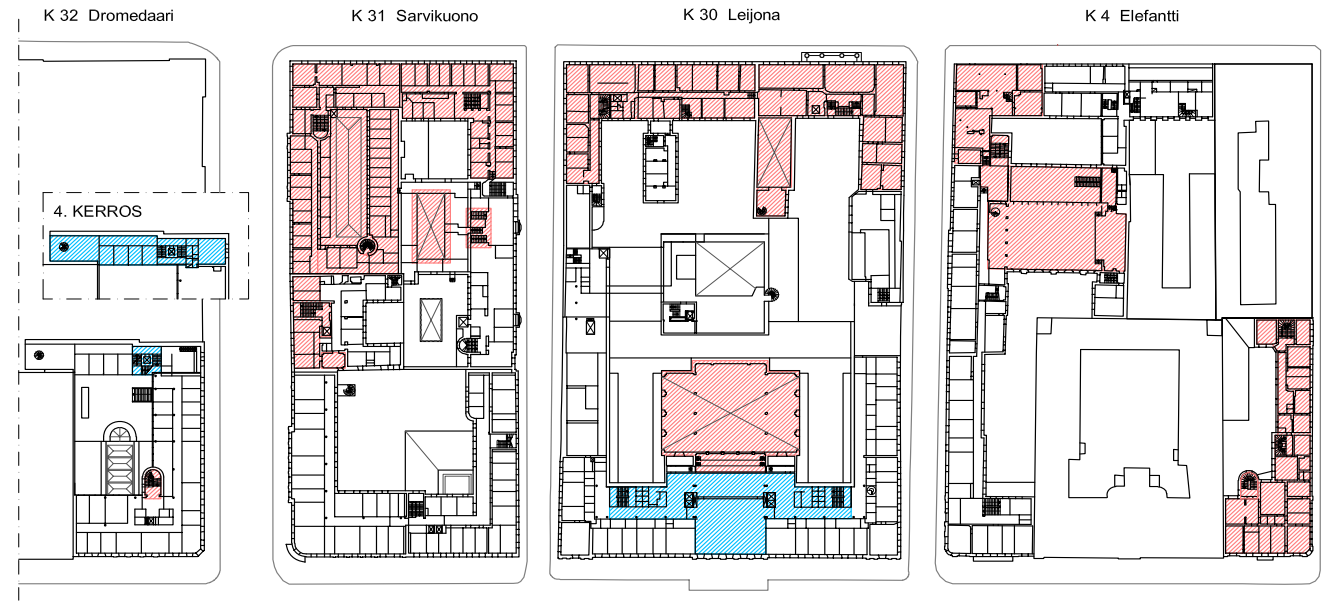 K 32 Dromedaari
K 31 Sarvikuono
K 30 Leijona
K 4 Elefantti
4. KERROS